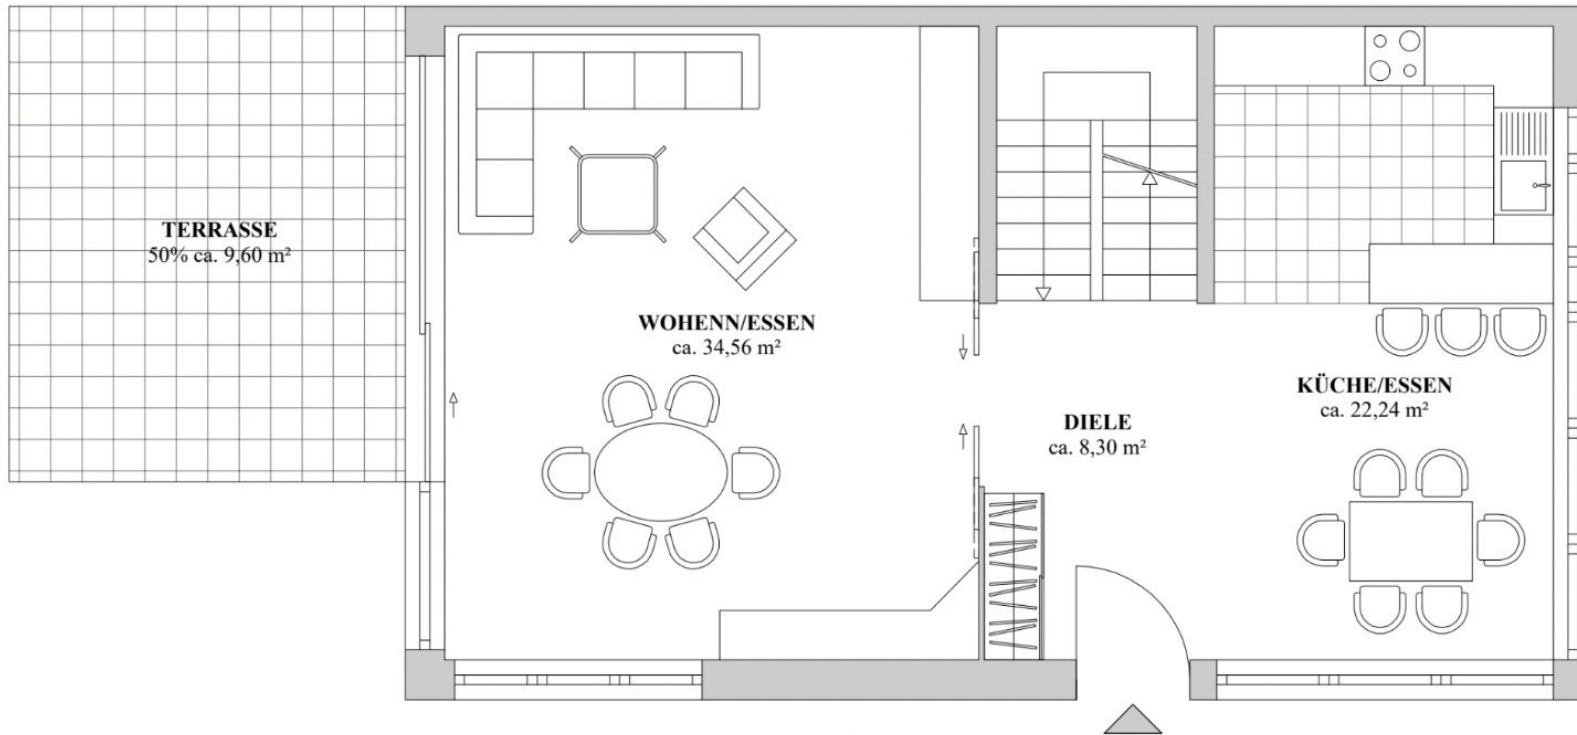 TERRASSE
50% ca. 9,60 m²
WOHENN/ESSEN
ca. 34,56 m²
DIELE
ca. 8,30 m²
KÜCHE/ESSEN
ca. 22,24 m²